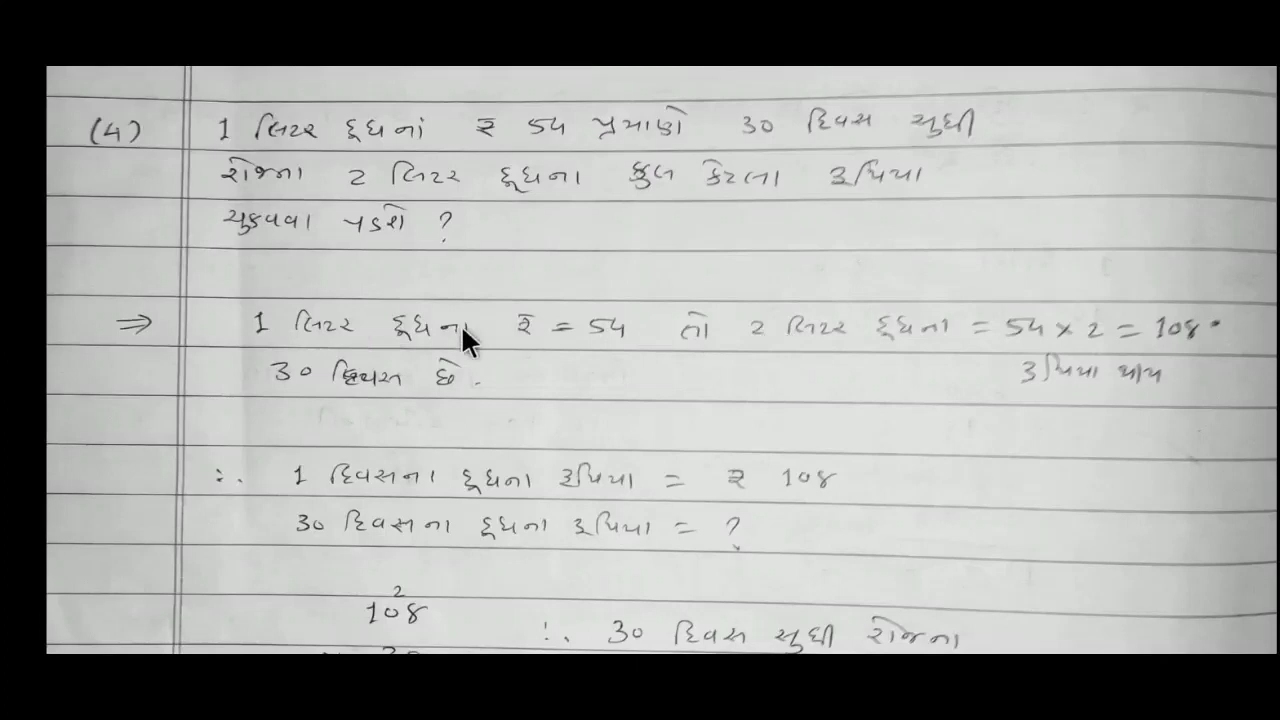 (4) 1 લિટર દૂધનાં ₹ 54 પ્રમાણે 30 દિવસ સુધી
રોજના 2 લિટર દૂધના કુલ કેટલા રૂપિયા
ચુકવવા પડશે ?
⇒ 1 લિટર દૂધના ₹ = 54 તો 2 લિટર દૂધના = 54 × 2 = 108
30 દિવસ છે. રૂપિયા થાય
∴ 1 દિવસના દૂધના રૂપિયા = ₹ 108
30 દિવસના દૂધના રૂપિયા = ?
2
108
∴ 30 દિવસ સુધી રોજના